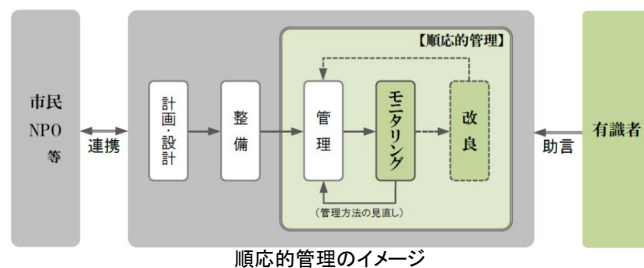 【順応的管理】
市民
NPO
等
連携
計画・設計
整備
管理
モニタリング
改良
(管理方法の見直し)
助言
有識者
順応的管理のイメージ